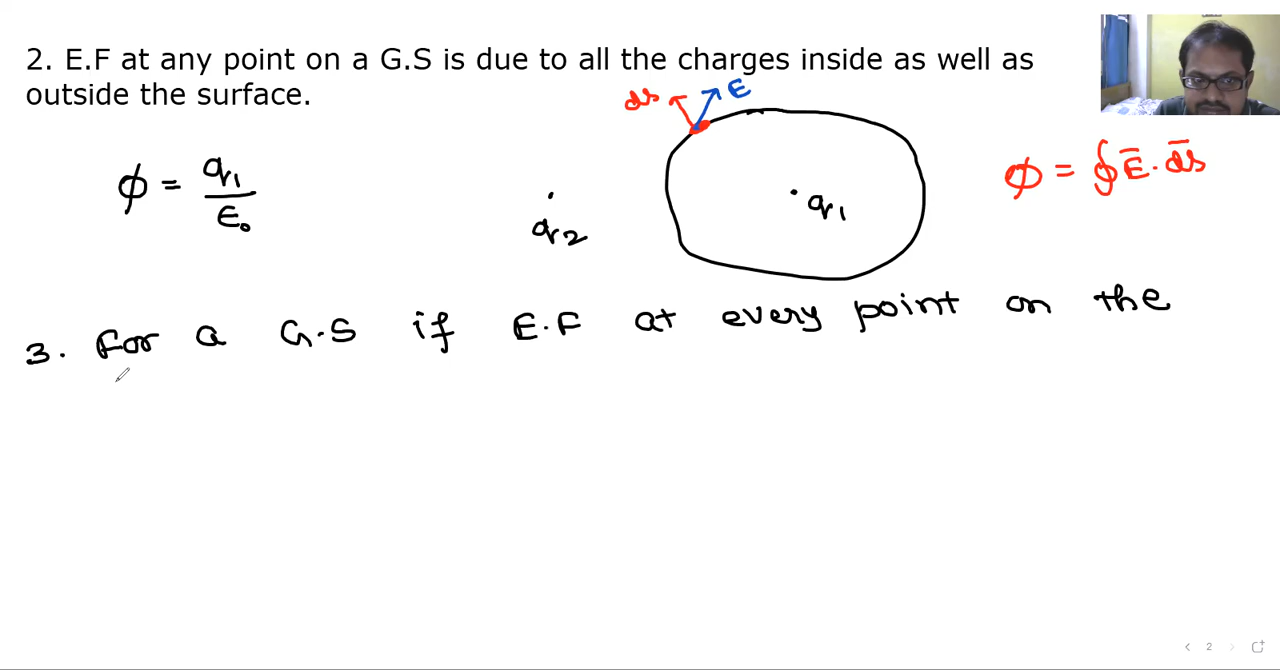 2. E.F at any point on a G.S is due to all the charges inside as well as
outside the surface.
ds E
ϕ = q₁/ε₀
ϕ = ∮E̅.d̅s̅
q₂
q₁
3. For a G.S if E.F at every point on the
2